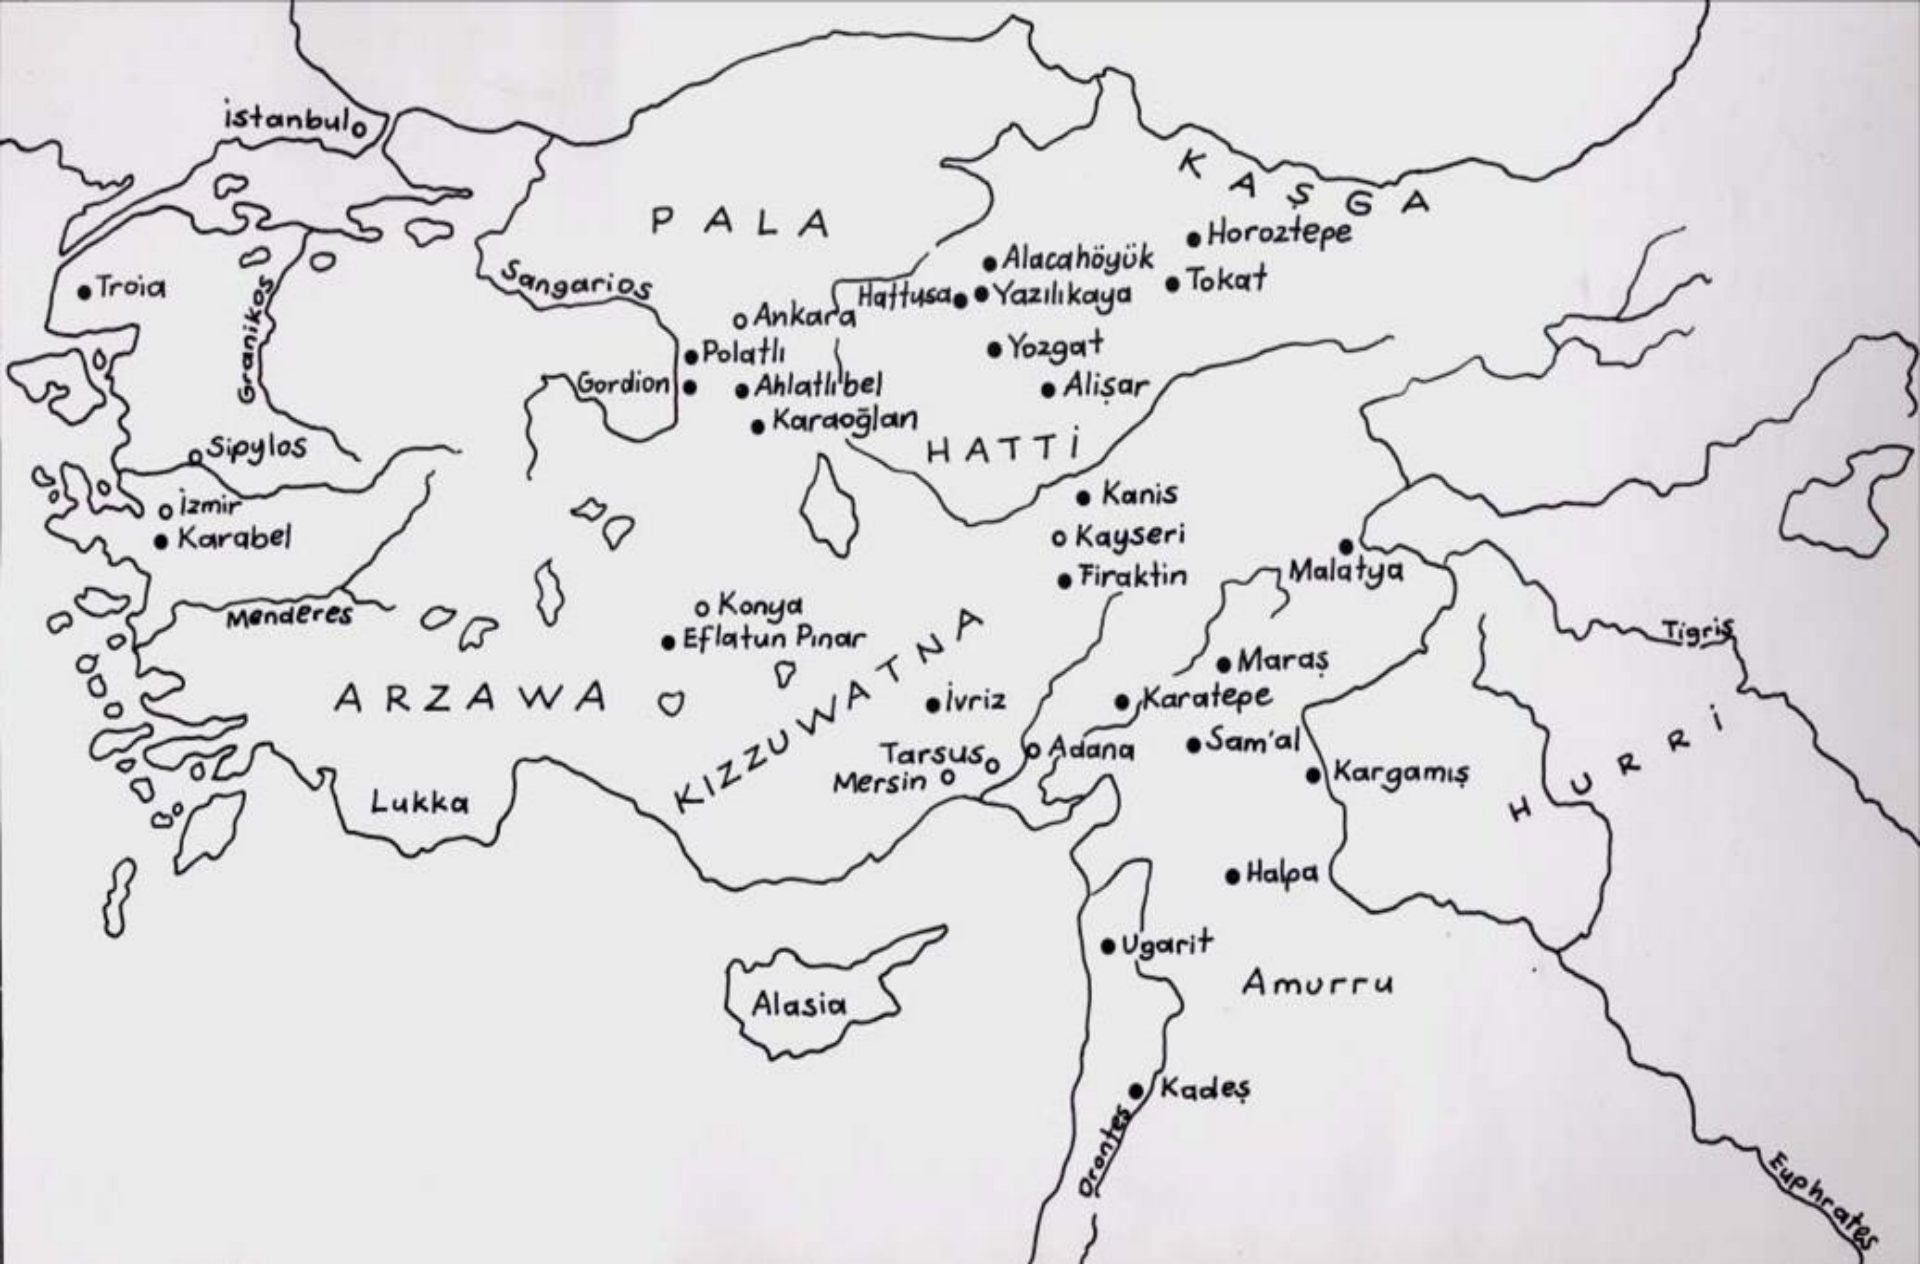 istanbul
KAŞGA
PALA
Horoztepe
Alacahöyük
Sangarios
Tokat
Troia
Hattusa
Yazılıkaya
Granikos
Ankara
Polatlı
Yozgat
Gordion
Ahlatlıbel
Alişar
Karaoğlan
HATTİ
Sipylos
Kanis
İzmir
Kayseri
Karabel
Firaktin
Malatya
Menderes
Konya
Eflatun Pınar
Tigris
KIZZUWATNA
Maraş
ARZAWA
İvriz
Karatepe
HURRİ
Sam'al
Tarsus
Adana
Mersin
Kargamış
Lukka
Halpa
Ugarit
Amurru
Alasia
Kadeş
Orontes
Euphrates